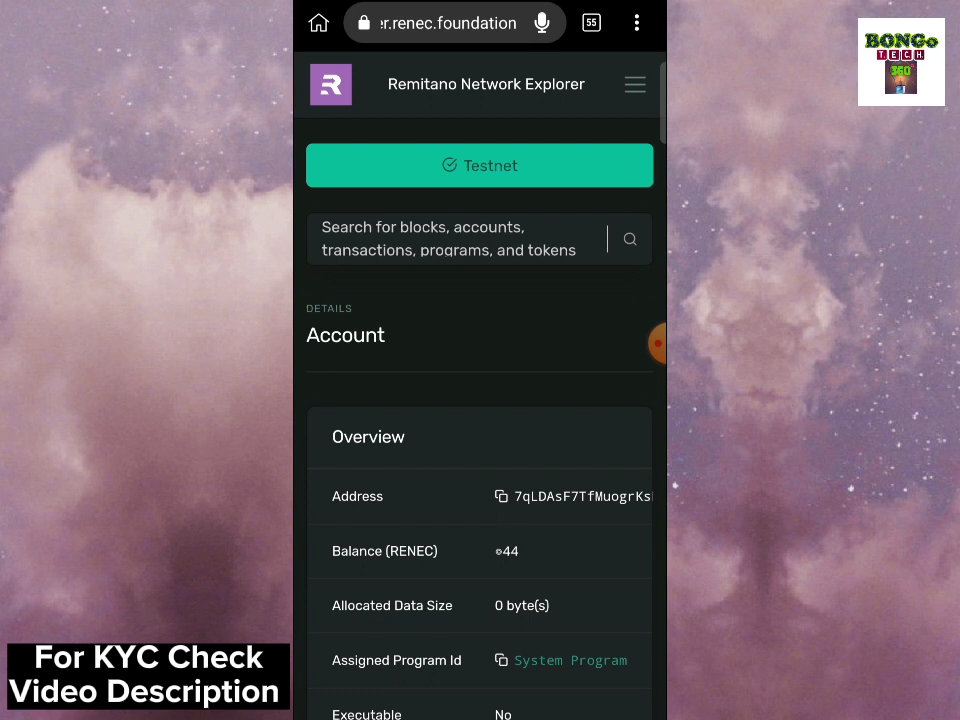 er.renec.foundation
55
BONGo
TECH
360
Remitano Network Explorer
Testnet
Search for blocks, accounts,
transactions, programs, and tokens
DETAILS
Account
Overview
Address 7qLDAsF7TfMuogrKs
Balance (RENEC) 44
Allocated Data Size 0 byte(s)
Assigned Program Id System Program
Executable No
For KYC Check
Video Description